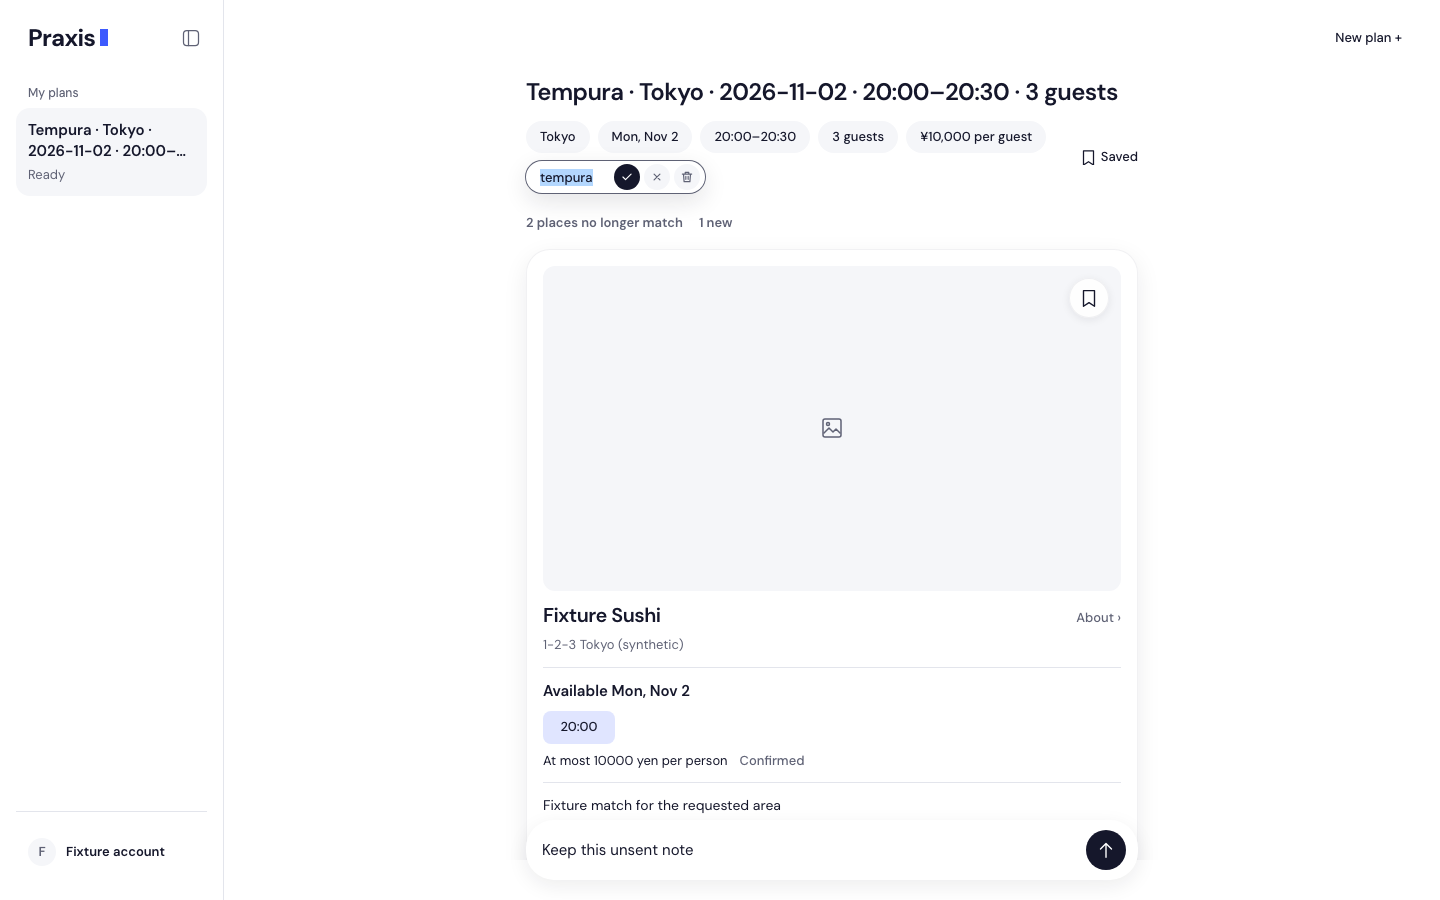 Praxis
New plan +
My plans
Tempura · Tokyo ·
2026-11-02 · 20:00–...
Ready
Tempura · Tokyo · 2026-11-02 · 20:00–20:30 · 3 guests
Tokyo
Mon, Nov 2
20:00–20:30
3 guests
¥10,000 per guest
Saved
tempura
2 places no longer match
1 new
Fixture Sushi
About ›
1-2-3 Tokyo (synthetic)
Available Mon, Nov 2
20:00
At most 10000 yen per person
Confirmed
Fixture match for the requested area
Keep this unsent note
F
Fixture account